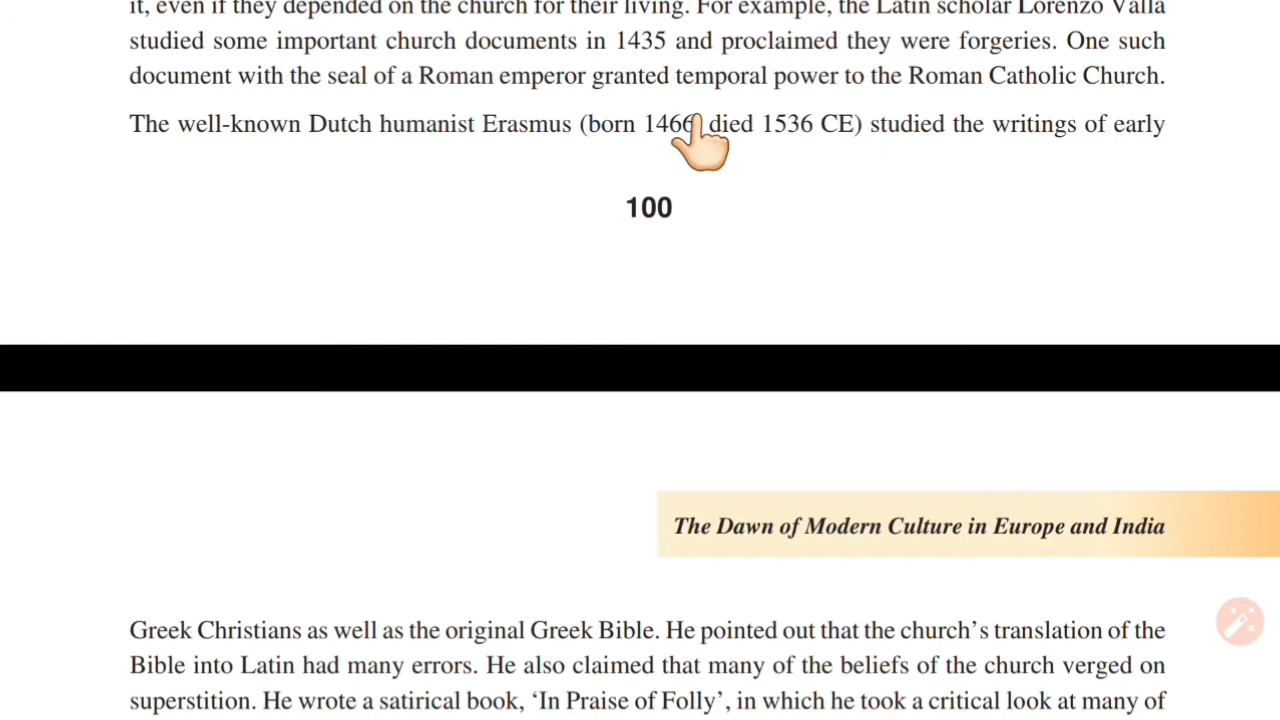 it, even if they depended on the church for their living. For example, the Latin scholar Lorenzo Valla
studied some important church documents in 1435 and proclaimed they were forgeries. One such
document with the seal of a Roman emperor granted temporal power to the Roman Catholic Church.
The well-known Dutch humanist Erasmus (born 1466 died 1536 CE) studied the writings of early
100
The Dawn of Modern Culture in Europe and India
Greek Christians as well as the original Greek Bible. He pointed out that the church's translation of the
Bible into Latin had many errors. He also claimed that many of the beliefs of the church verged on
superstition. He wrote a satirical book, ‘In Praise of Folly’, in which he took a critical look at many of